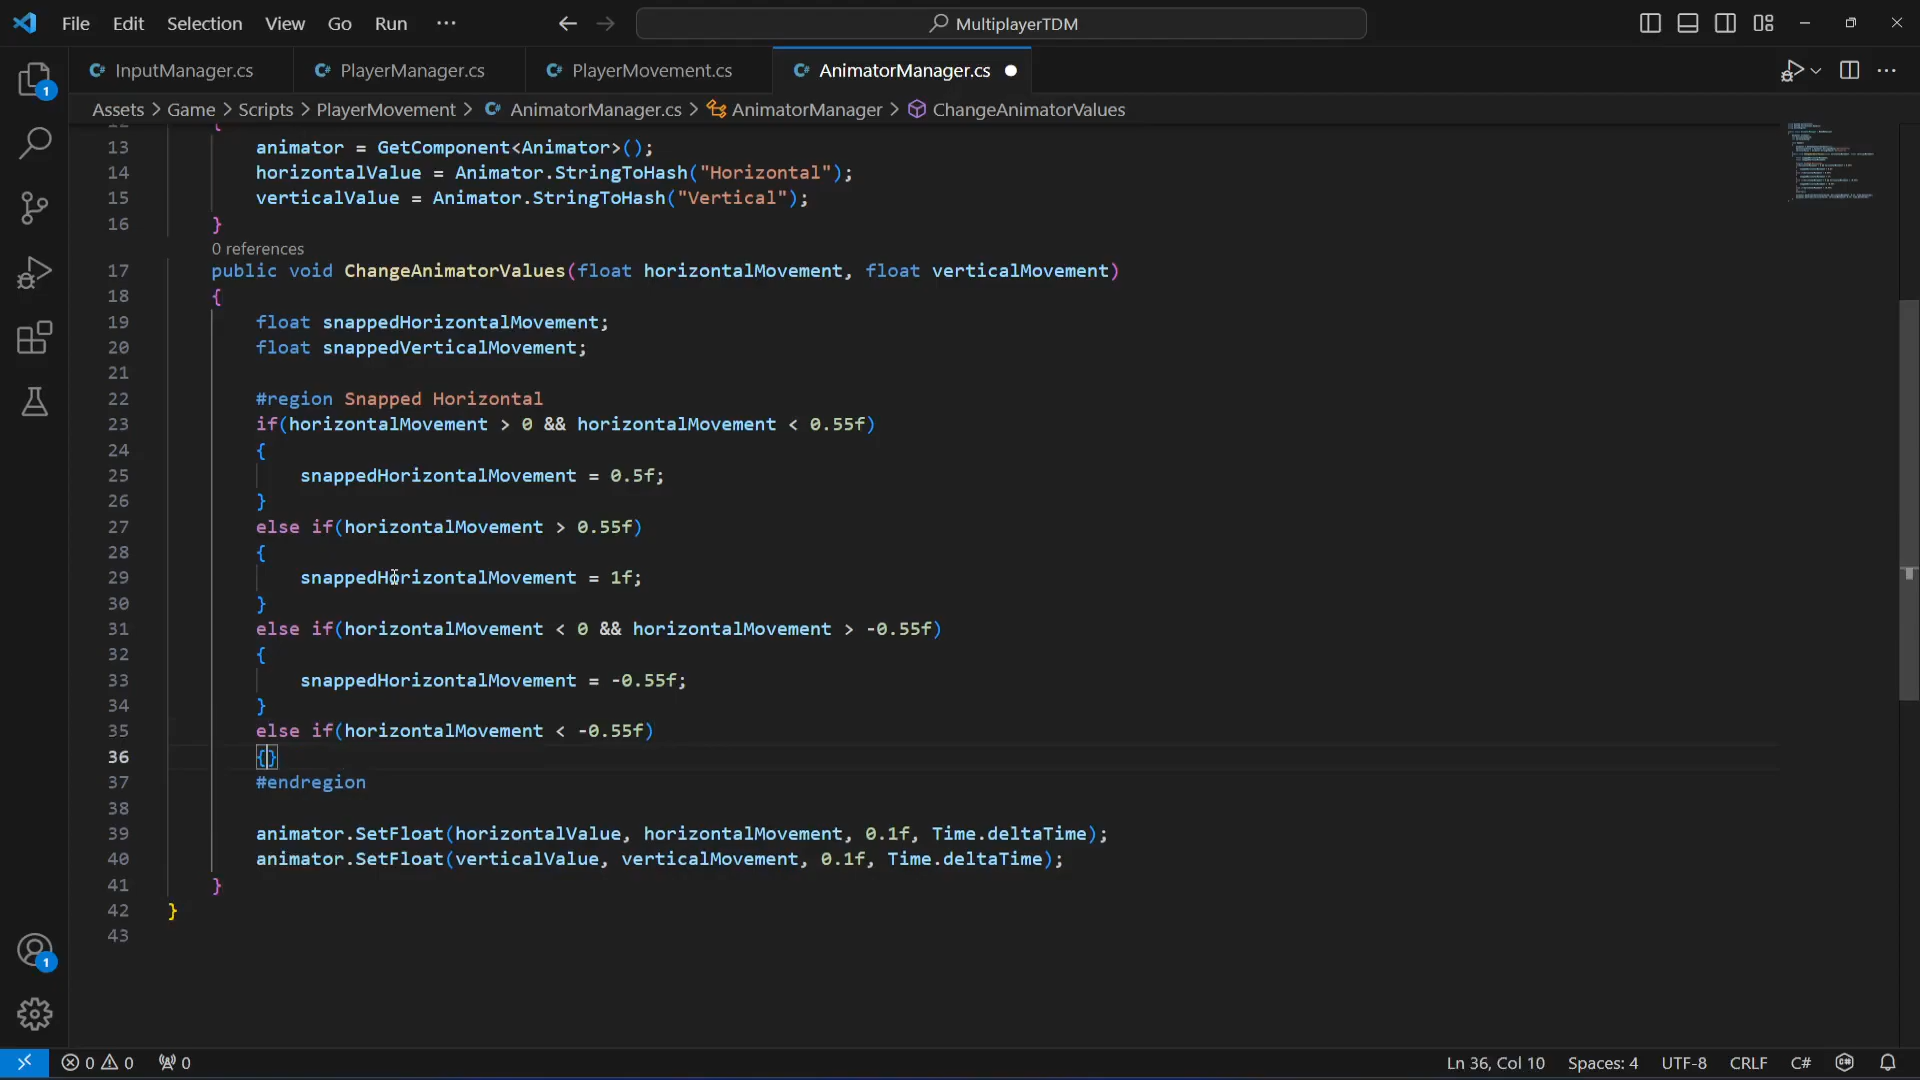 File Edit Selection View Go Run ··· MultiplayerTDM
InputManager.cs PlayerManager.cs PlayerMovement.cs AnimatorManager.cs
Assets > Game > Scripts > PlayerMovement > AnimatorManager.cs > AnimatorManager > ChangeAnimatorValues
13 animator = GetComponent<Animator>();
14 horizontalValue = Animator.StringToHash("Horizontal");
15 verticalValue = Animator.StringToHash("Vertical");
16 }
0 references
17 public void ChangeAnimatorValues(float horizontalMovement, float verticalMovement)
18 {
19 float snappedHorizontalMovement;
20 float snappedVerticalMovement;
21
22 #region Snapped Horizontal
23 if(horizontalMovement > 0 && horizontalMovement < 0.55f)
24 {
25 snappedHorizontalMovement = 0.5f;
26 }
27 else if(horizontalMovement > 0.55f)
28 {
29 snappedHorizontalMovement = 1f;
30 }
31 else if(horizontalMovement < 0 && horizontalMovement > -0.55f)
32 {
33 snappedHorizontalMovement = -0.55f;
34 }
35 else if(horizontalMovement < -0.55f)
36 {}
37 #endregion
38
39 animator.SetFloat(horizontalValue, horizontalMovement, 0.1f, Time.deltaTime);
40 animator.SetFloat(verticalValue, verticalMovement, 0.1f, Time.deltaTime);
41 }
42 }
43
1
1
0 0 0 Ln 36, Col 10 Spaces: 4 UTF-8 CRLF C#